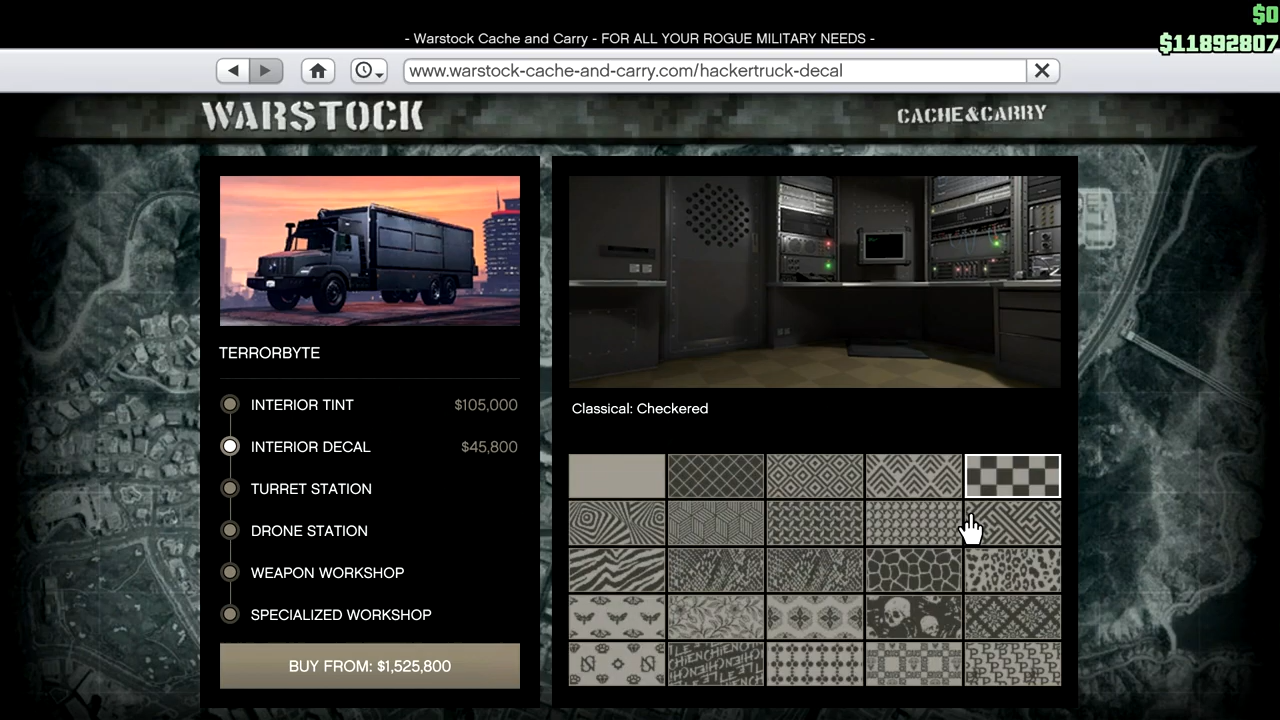 $0
- Warstock Cache and Carry - FOR ALL YOUR ROGUE MILITARY NEEDS -
$11892807
www.warstock-cache-and-carry.com/hackertruck-decal
WARSTOCK
CACHE&CARRY
TERRORBYTE
INTERIOR TINT $105,000
INTERIOR DECAL $45,800
TURRET STATION
DRONE STATION
WEAPON WORKSHOP
SPECIALIZED WORKSHOP
BUY FROM: $1,525,800
Classical: Checkered